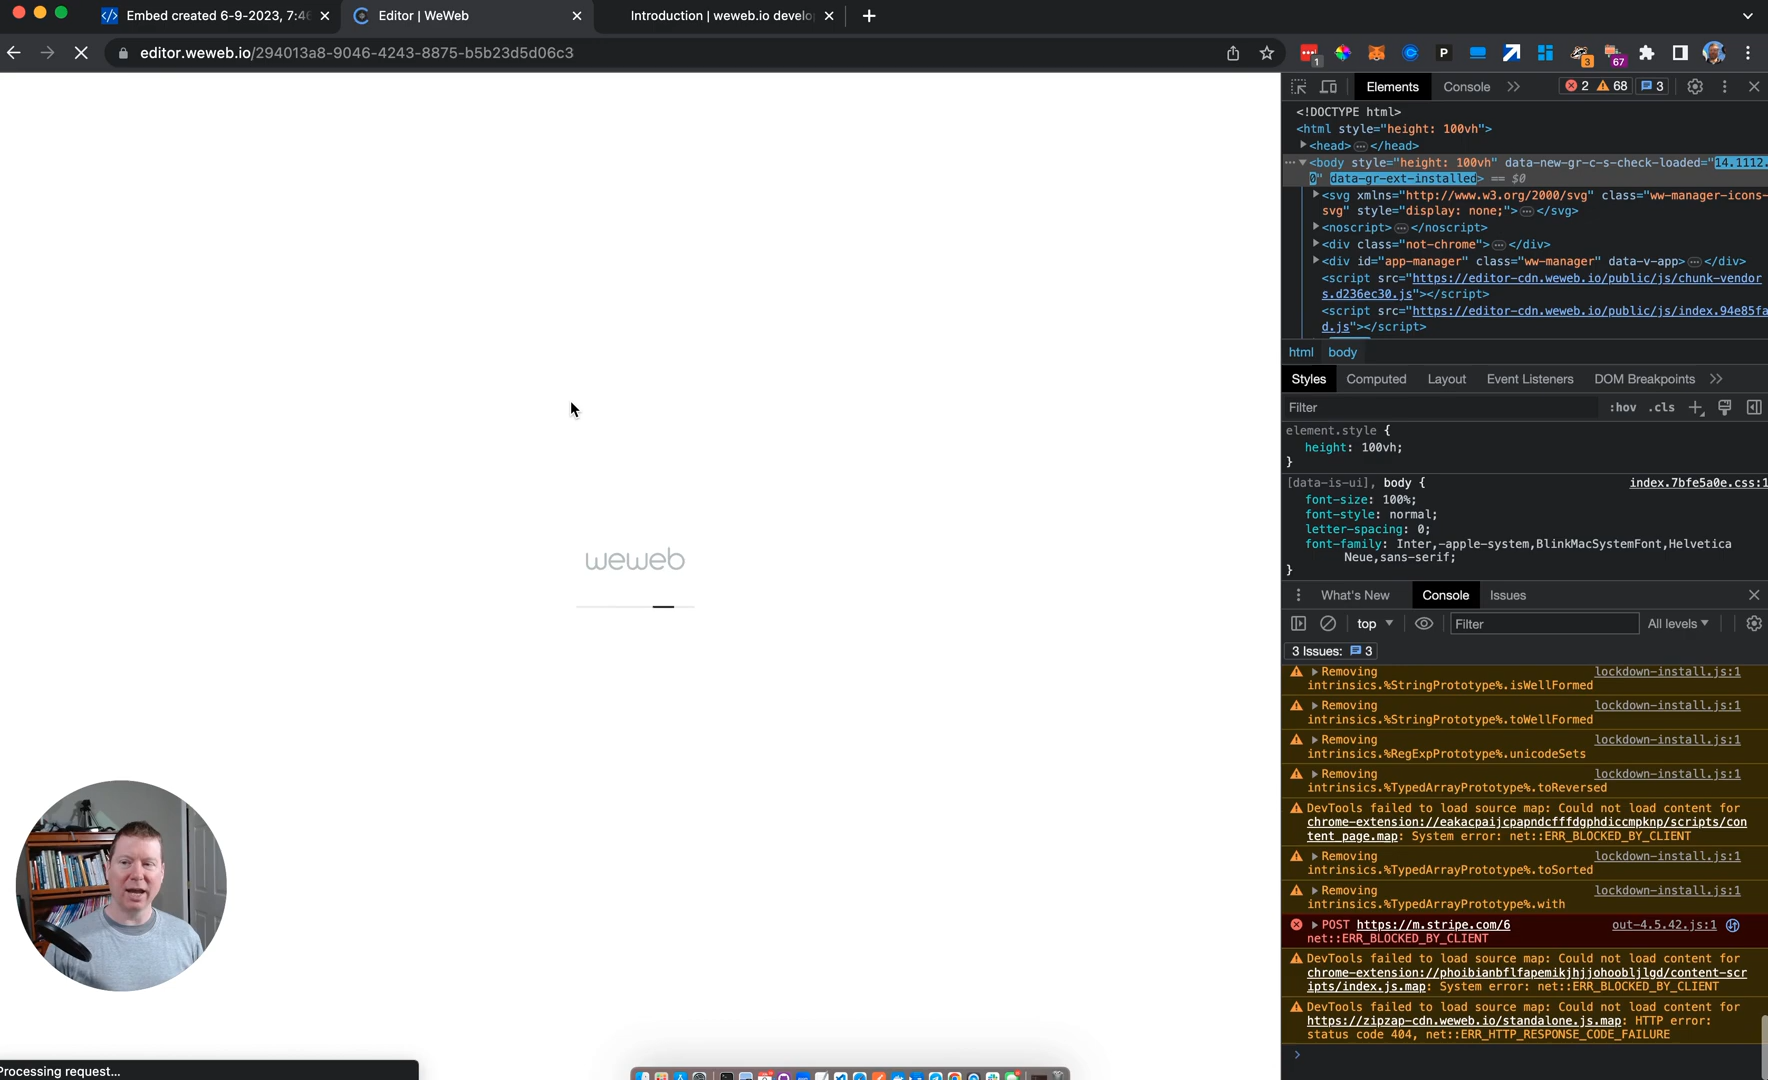 Embed created 6-9-2023, 7:46
Editor | WeWeb
Introduction | weweb.io develo
editor.weweb.io/294013a8-9046-4243-8875-b5b23d5d06c3
P
1
3
67
Elements
Console
2
68
3
<!DOCTYPE html>
<html style="height: 100vh">
<head> … </head>
<body style="height: 100vh" data-new-gr-c-s-check-loaded="14.1112.
0" data-gr-ext-installed> == $0
<svg xmlns="http://www.w3.org/2000/svg" class="ww-manager-icons-
svg" style="display: none;"> … </svg>
<noscript> … </noscript>
<div class="not-chrome"> … </div>
<div id="app-manager" class="ww-manager" data-v-app> … </div>
<script src="https://editor-cdn.weweb.io/public/js/chunk-vendor
s.d236ec30.js"></script>
<script src="https://editor-cdn.weweb.io/public/js/index.94e85fa
d.js"></script>
html
body
Styles
Computed
Layout
Event Listeners
DOM Breakpoints
Filter
:hov
.cls
element.style {
height: 100vh;
}
[data-is-ui], body {
index.7bfe5a0e.css:1
font-size: 100%;
font-style: normal;
letter-spacing: 0;
font-family: Inter,-apple-system,BlinkMacSystemFont,Helvetica
Neue,sans-serif;
}
weweb
What's New
Console
Issues
top
Filter
All levels
3 Issues:
3
Removing
lockdown-install.js:1
intrinsics.%StringPrototype%.isWellFormed
Removing
lockdown-install.js:1
intrinsics.%StringPrototype%.toWellFormed
Removing
lockdown-install.js:1
intrinsics.%RegExpPrototype%.unicodeSets
Removing
lockdown-install.js:1
intrinsics.%TypedArrayPrototype%.toReversed
DevTools failed to load source map: Could not load content for
chrome-extension://eakacpaijcpapndcfffdgphdiccmpknp/scripts/con
tent_page.map: System error: net::ERR_BLOCKED_BY_CLIENT
Removing
lockdown-install.js:1
intrinsics.%TypedArrayPrototype%.toSorted
Removing
lockdown-install.js:1
intrinsics.%TypedArrayPrototype%.with
POST https://m.stripe.com/6
out-4.5.42.js:1
net::ERR_BLOCKED_BY_CLIENT
DevTools failed to load source map: Could not load content for
chrome-extension://phoibianbflfapemikjhjjohoobljlgd/content-scr
ipts/index.js.map: System error: net::ERR_BLOCKED_BY_CLIENT
DevTools failed to load source map: Could not load content for
https://zipzap-cdn.weweb.io/standalone.js.map: HTTP error:
status code 404, net::ERR_HTTP_RESPONSE_CODE_FAILURE
Processing request...